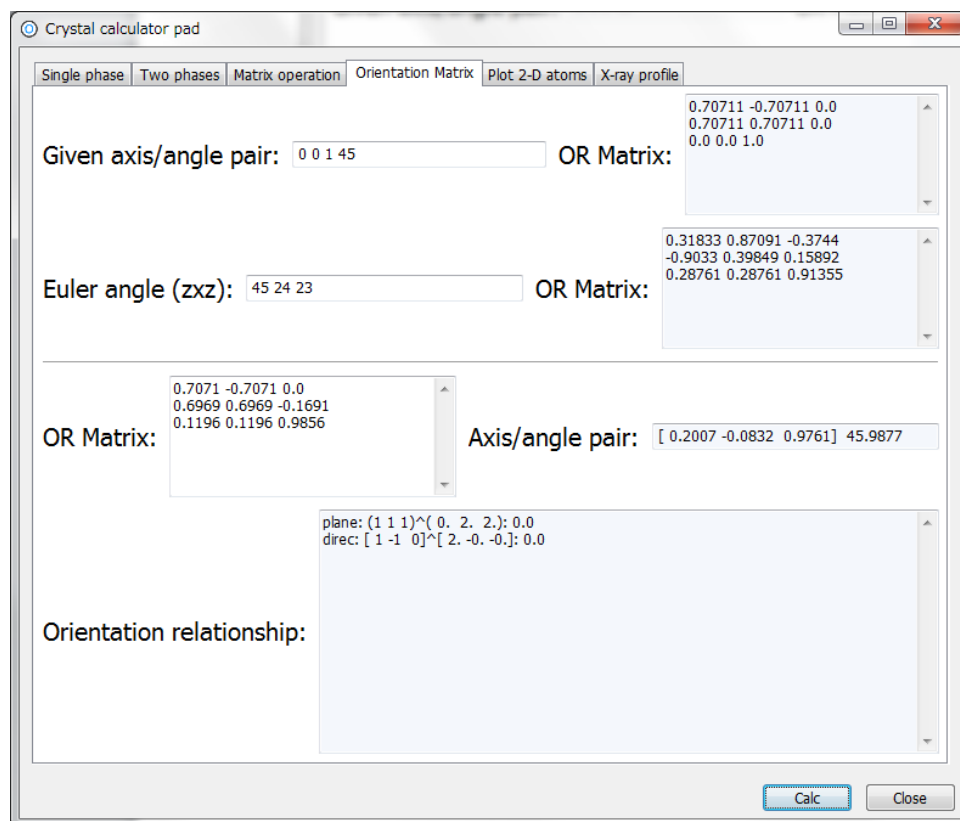 Crystal calculator pad
Single phase Two phases Matrix operation Orientation Matrix Plot 2-D atoms X-ray profile
Given axis/angle pair: 0 0 1 45 OR Matrix:
0.70711 -0.70711 0.0
0.70711 0.70711 0.0
0.0 0.0 1.0
Euler angle (zxz): 45 24 23 OR Matrix:
0.31833 0.87091 -0.3744
-0.9033 0.39849 0.15892
0.28761 0.28761 0.91355
OR Matrix:
0.7071 -0.7071 0.0
0.6969 0.6969 -0.1691
0.1196 0.1196 0.9856
Axis/angle pair: [ 0.2007 -0.0832 0.9761] 45.9877
Orientation relationship:
plane: (1 1 1)^( 0. 2. 2.): 0.0
direc: [ 1 -1 0]^[ 2. -0. -0.]: 0.0
Calc Close